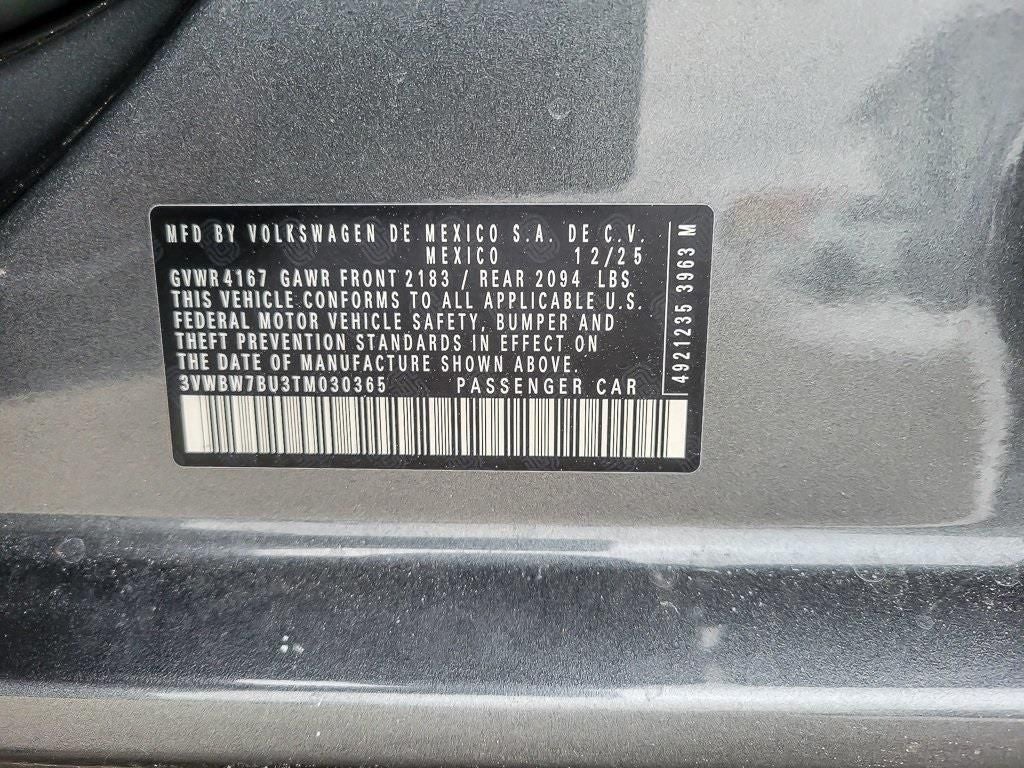 MFD BY VOLKSWAGEN DE MEXICO S.A. DE C.V.
MEXICO 12/25
GVWR 4167 GAWR FRONT 2183 / REAR 2094 LBS
THIS VEHICLE CONFORMS TO ALL APPLICABLE U.S.
FEDERAL MOTOR VEHICLE SAFETY, BUMPER AND
THEFT PREVENTION STANDARDS IN EFFECT ON
THE DATE OF MANUFACTURE SHOWN ABOVE.
3VWBW7BU3TM030365 PASSENGER CAR
4921235 3963 M